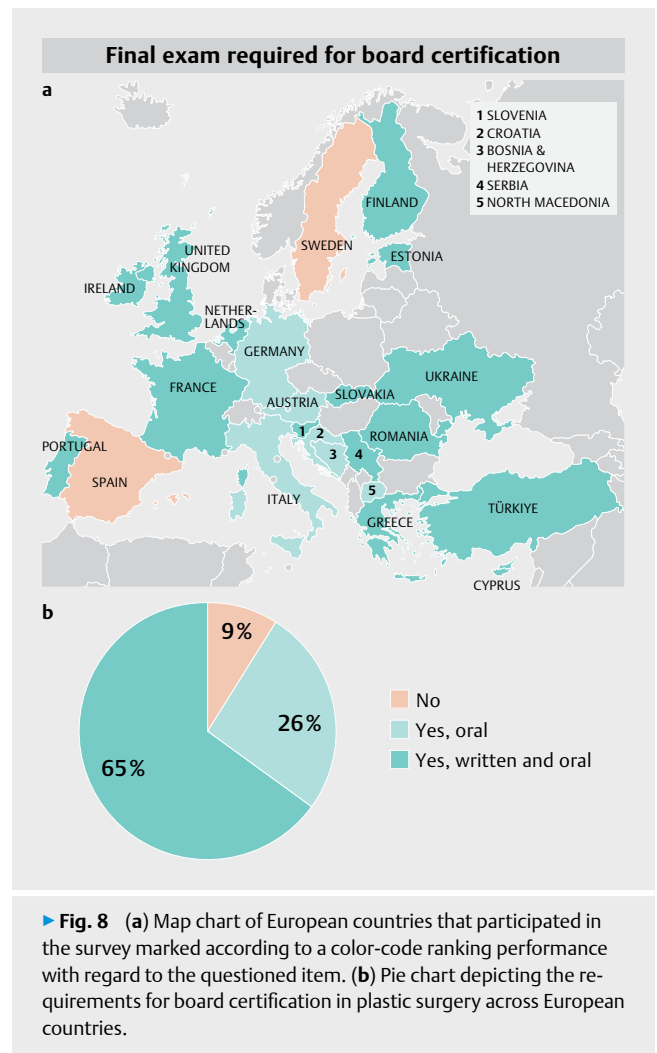 Final exam required for board certification
a
1 SLOVENIA
2 CROATIA
3 BOSNIA &
HERZEGOVINA
4 SERBIA
5 NORTH MACEDONIA
FINLAND
SWEDEN
ESTONIA
UNITED
KINGDOM
IRELAND
NETHER-
LANDS
GERMANY
FRANCE
UKRAINE
SLOVAKIA
AUSTRIA
1
2
ROMANIA
3
4
PORTUGAL
SPAIN
5
ITALY
GREECE
TÜRKIYE
CYPRUS
b
9%
26%
65%
No
Yes, oral
Yes, written and oral
▶ Fig. 8 (a) Map chart of European countries that participated in
the survey marked according to a color-code ranking performance
with regard to the questioned item. (b) Pie chart depicting the re-
quirements for board certification in plastic surgery across European
countries.